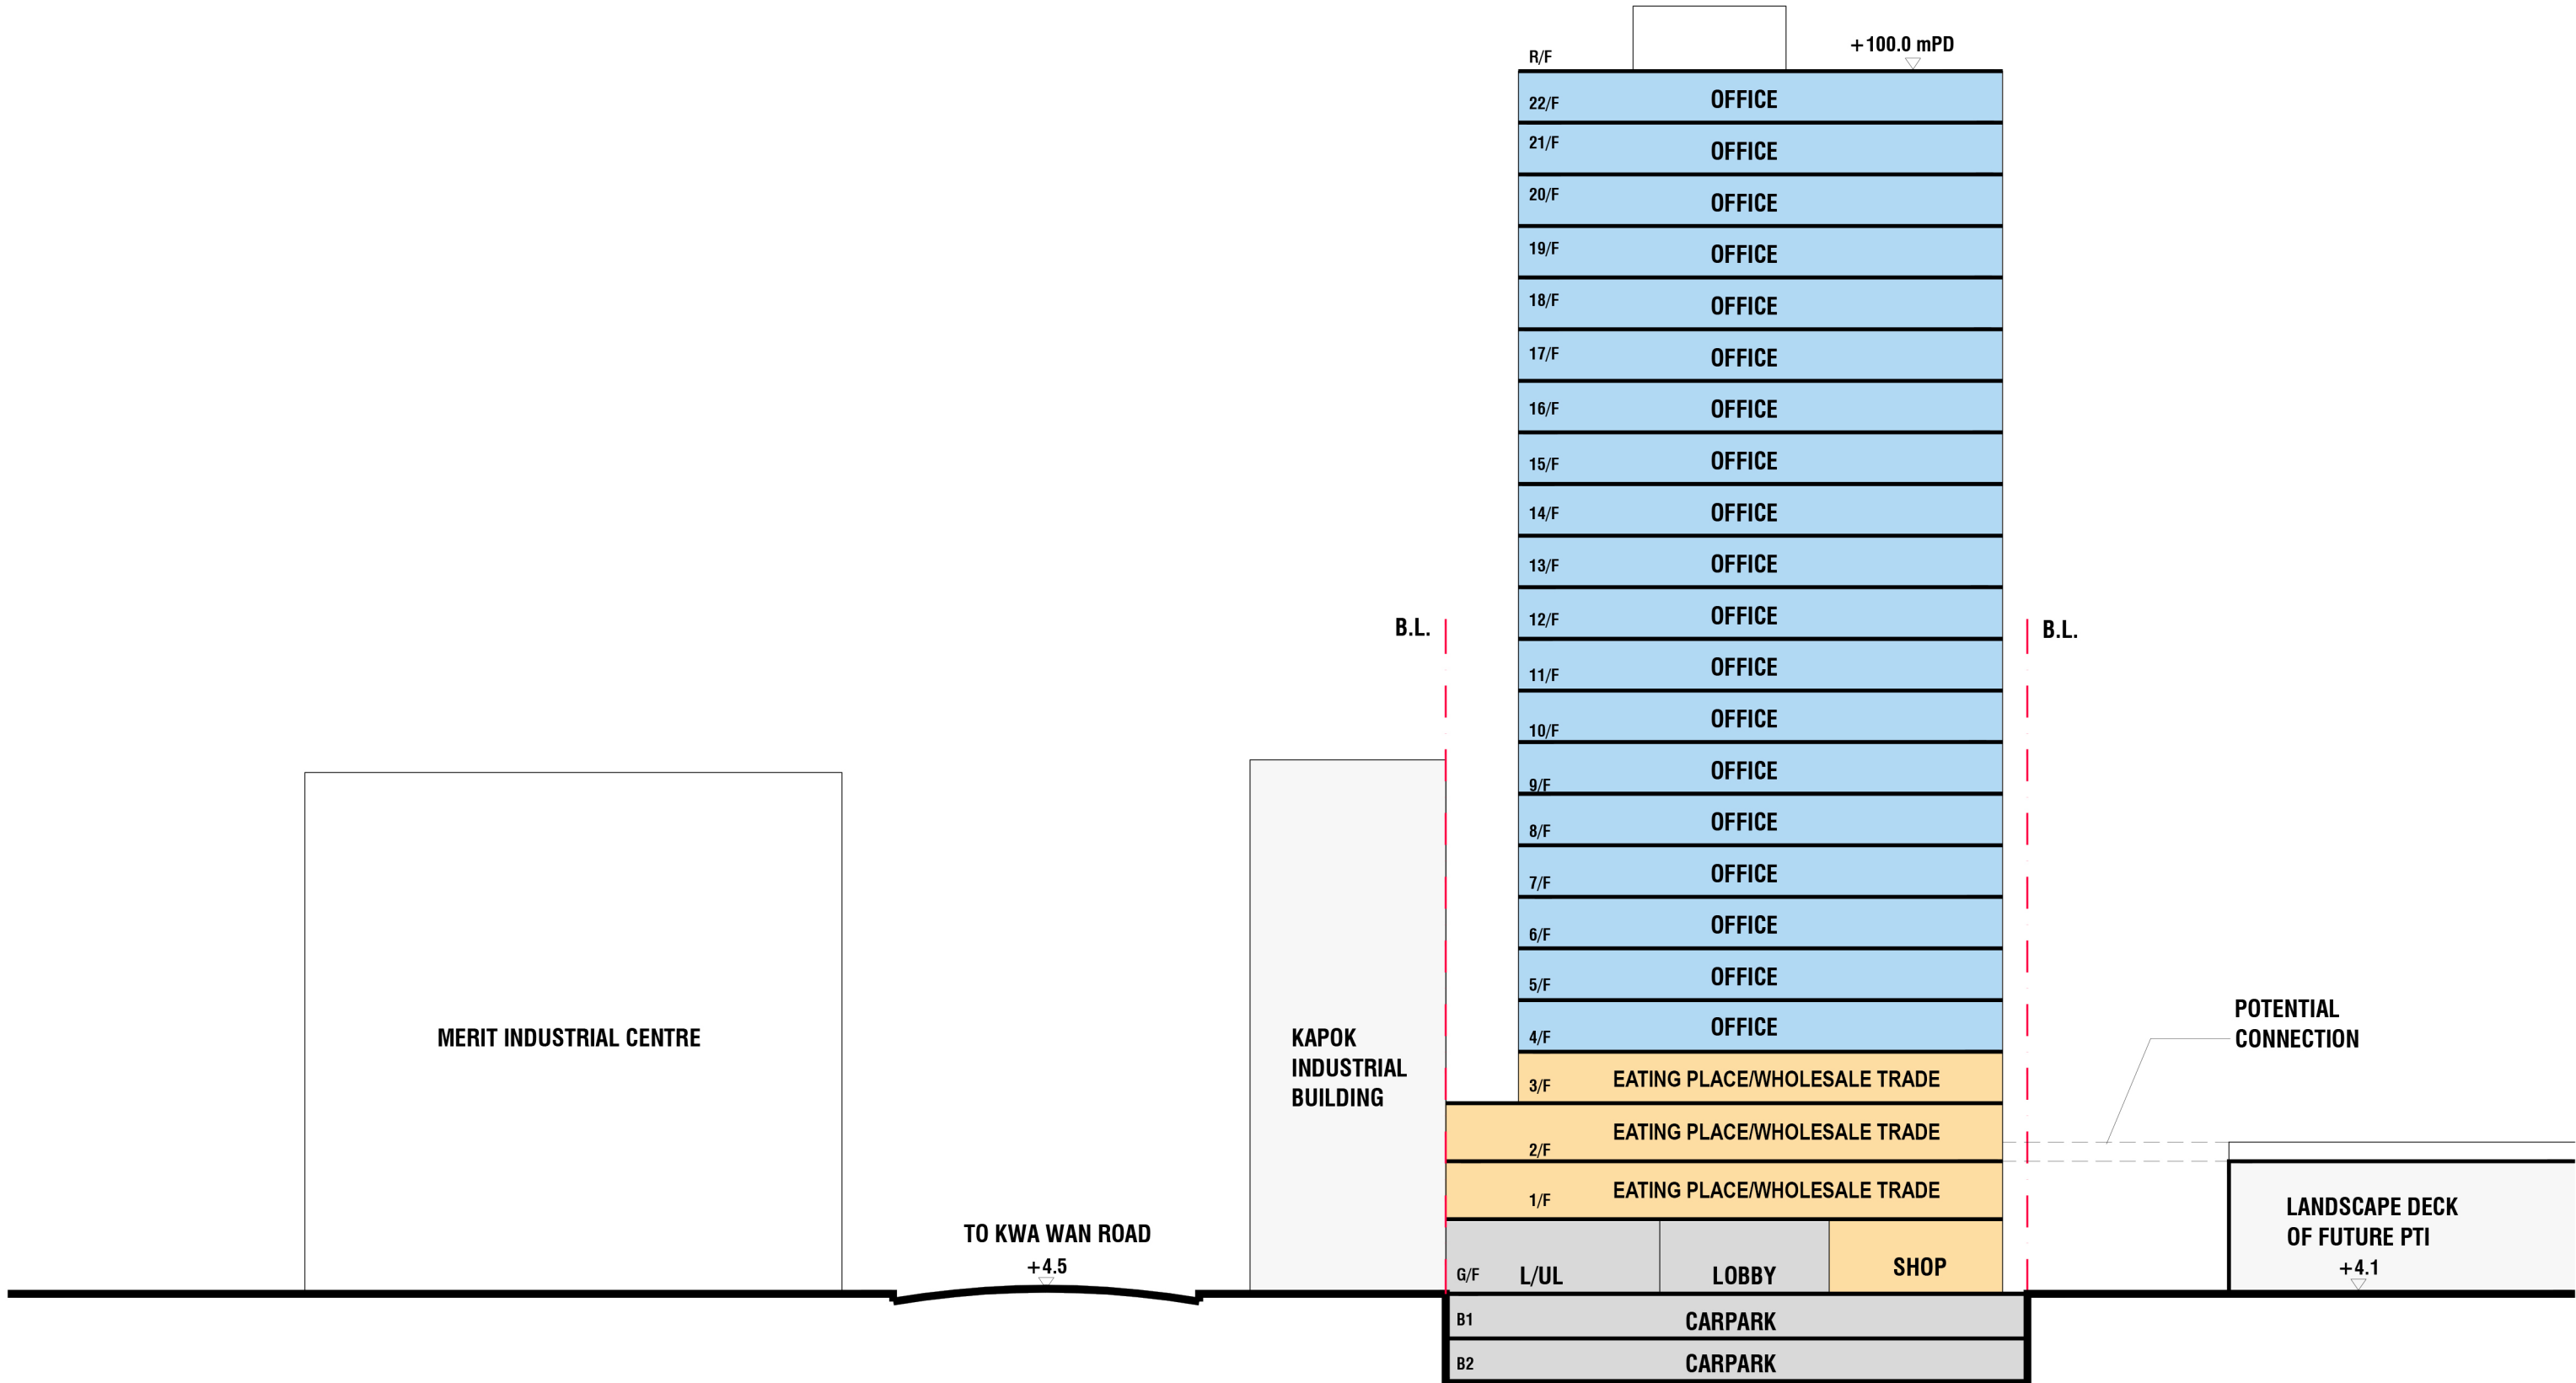 R/F
+100.0 mPD
22/F OFFICE
21/F OFFICE
20/F OFFICE
19/F OFFICE
18/F OFFICE
17/F OFFICE
16/F OFFICE
15/F OFFICE
14/F OFFICE
13/F OFFICE
12/F OFFICE
B.L.
B.L.
11/F OFFICE
10/F OFFICE
9/F OFFICE
8/F OFFICE
7/F OFFICE
6/F OFFICE
5/F OFFICE
4/F OFFICE
3/F EATING PLACE/WHOLESALE TRADE
2/F EATING PLACE/WHOLESALE TRADE
1/F EATING PLACE/WHOLESALE TRADE
G/F L/UL LOBBY SHOP
B1 CARPARK
B2 CARPARK
MERIT INDUSTRIAL CENTRE
TO KWA WAN ROAD
+4.5
KAPOK
INDUSTRIAL
BUILDING
POTENTIAL
CONNECTION
LANDSCAPE DECK
OF FUTURE PTI
+4.1